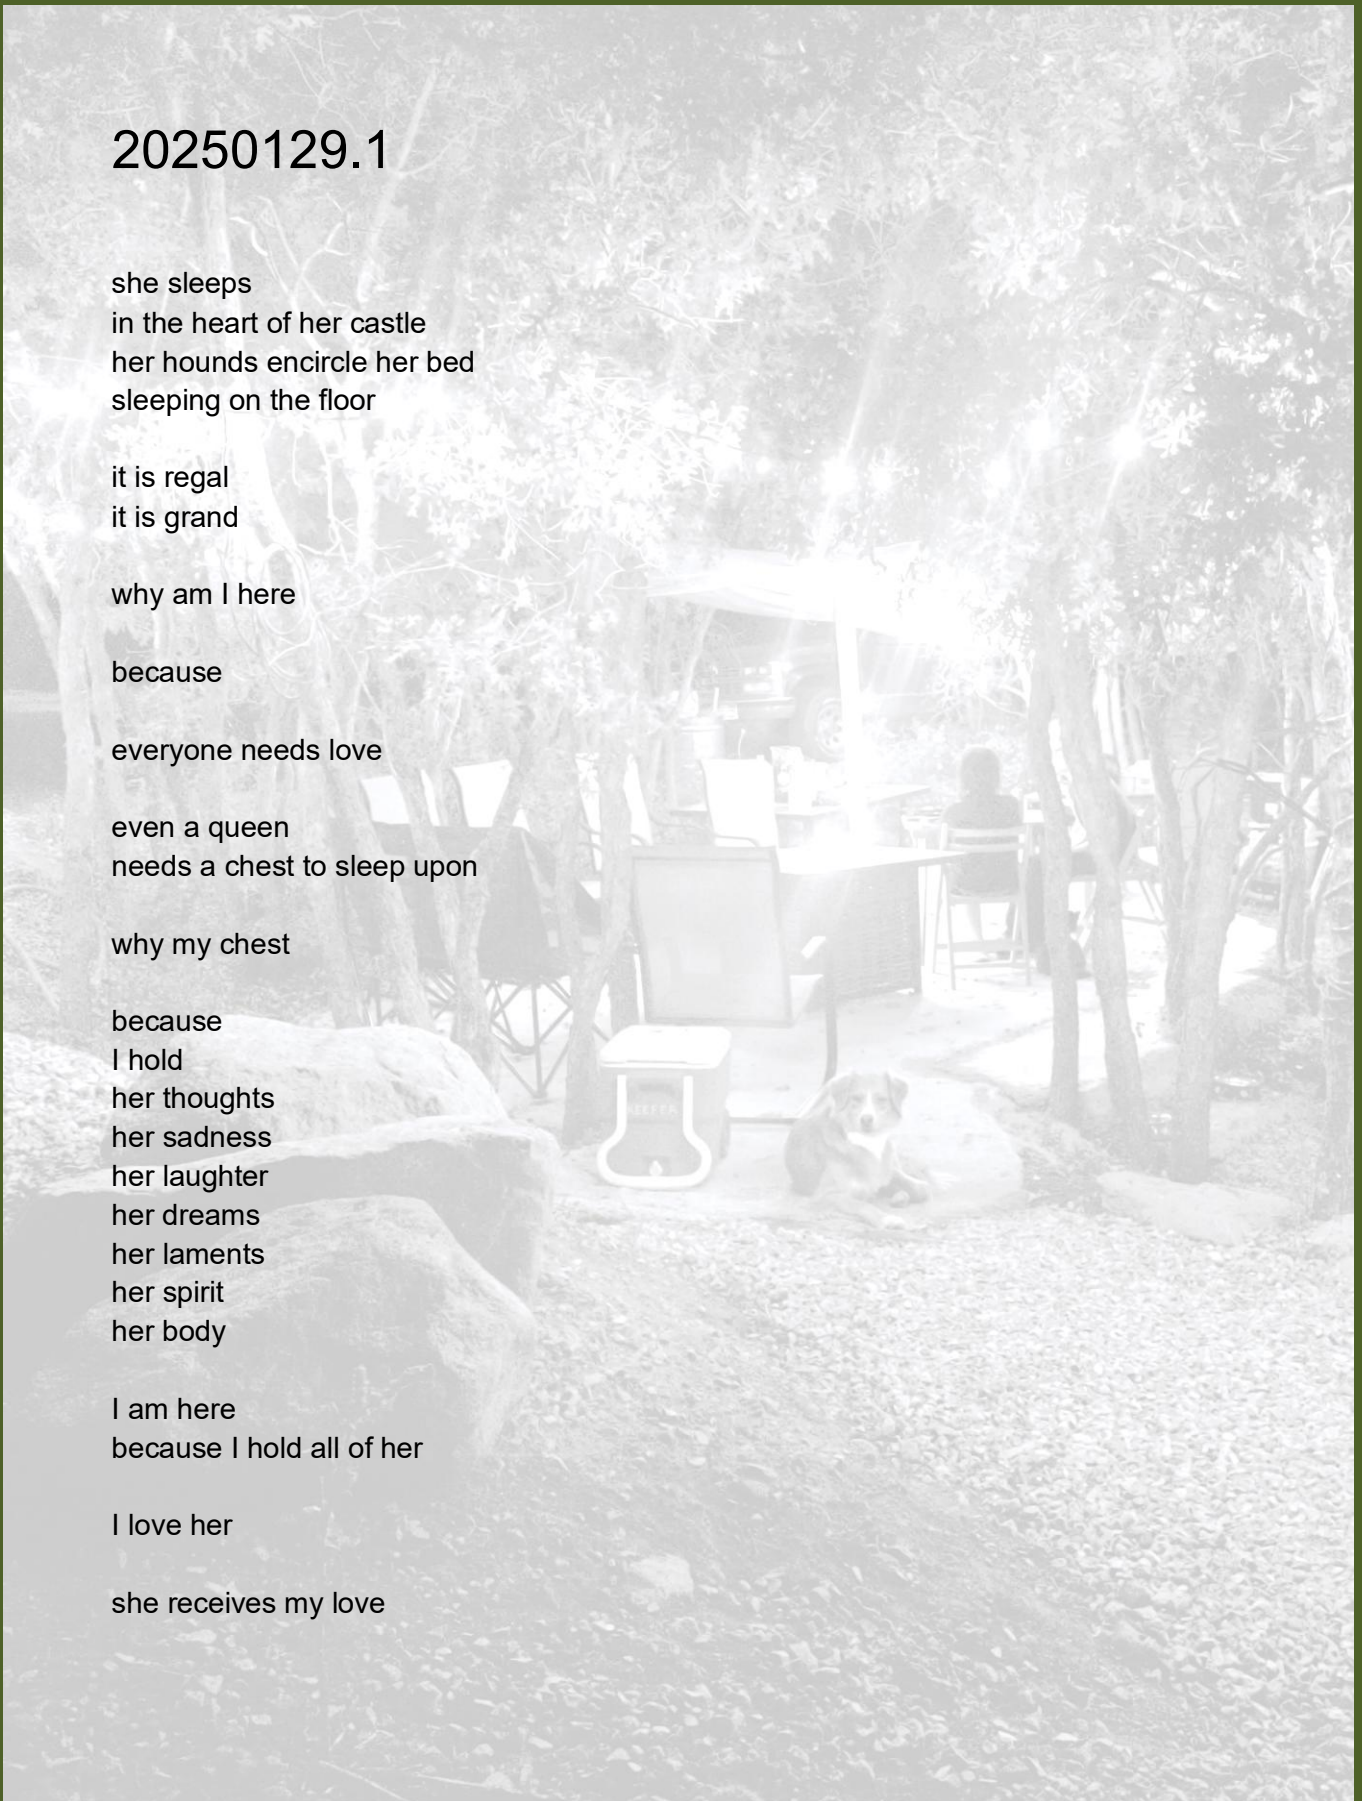 20250129.1
she sleeps
in the heart of her castle
her hounds encircle her bed
sleeping on the floor
it is regal
it is grand
why am I here
because
everyone needs love
even a queen
needs a chest to sleep upon
why my chest
because
I hold
her thoughts
her sadness
her laughter
her dreams
her laments
her spirit
her body
I am here
because I hold all of her
I love her
she receives my love